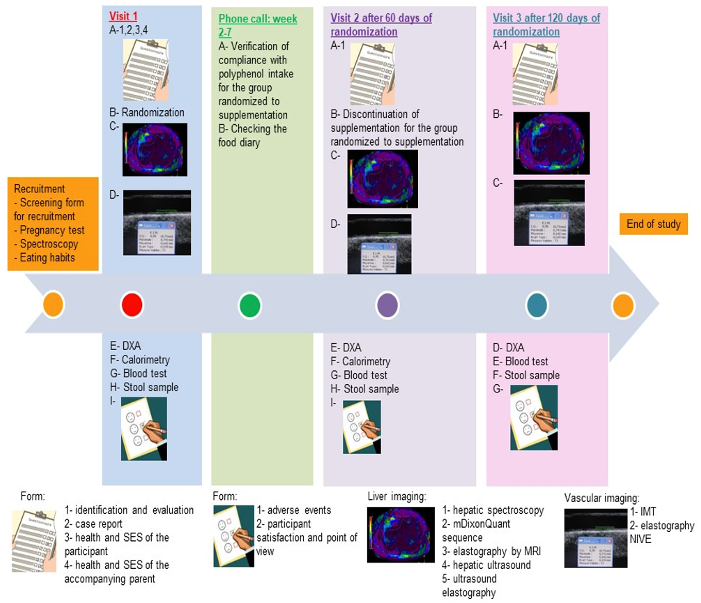 Visit 1
A-1,2,3,4
B- Randomization
C-
D-
Phone call: week
2-7
A- Verification of
compliance with
polyphenol intake
for the group
randomized to
supplementation
B- Checking the
food diary
Visit 2 after 60 days of
randomization
A-1
B- Discontinuation of
supplementation for the group
randomized to supplementation
C-
D-
Visit 3 after 120 days of
randomization
A-1
B-
C-
Recruitment
- Screening form
for recruitment
- Pregnancy test
- Spectroscopy
- Eating habits
End of study
E- DXA
F- Calorimetry
G- Blood test
H- Stool sample
I-
E- DXA
F- Calorimetry
G- Blood test
H- Stool sample
I-
D- DXA
E- Blood test
F- Stool sample
G-
Form:
1- identification and evaluation
2- case report
3- health and SES of the
participant
4- health and SES of the
accompanying parent
Form:
1- adverse events
2- participant
satisfaction and point of
view
Liver imaging:
1- hepatic spectroscopy
2- mDixonQuant
sequence
3- elastography by MRI
4- hepatic ultrasound
5- ultrasound
elastography
Vascular imaging:
1- IMT
2- elastography
NIVE